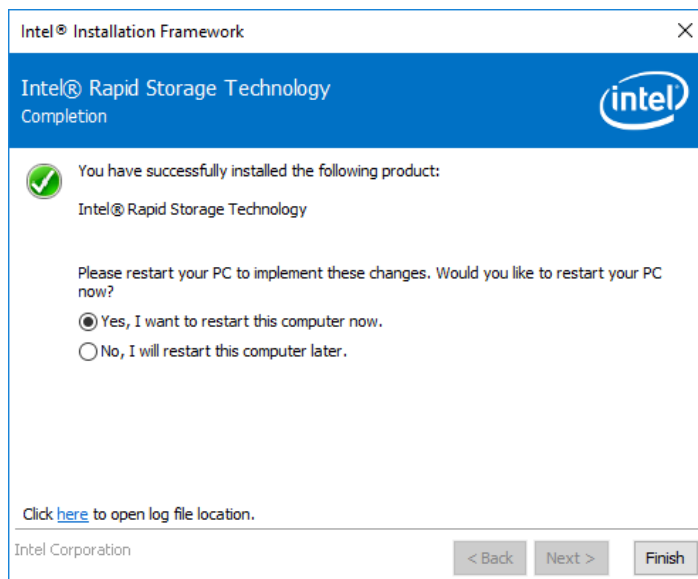 Intel® Installation Framework
Intel® Rapid Storage Technology
Completion
intel
You have successfully installed the following product:
Intel® Rapid Storage Technology
Please restart your PC to implement these changes. Would you like to restart your PC
now?
Yes, I want to restart this computer now.
No, I will restart this computer later.
Click here to open log file location.
Intel Corporation
< Back
Next >
Finish